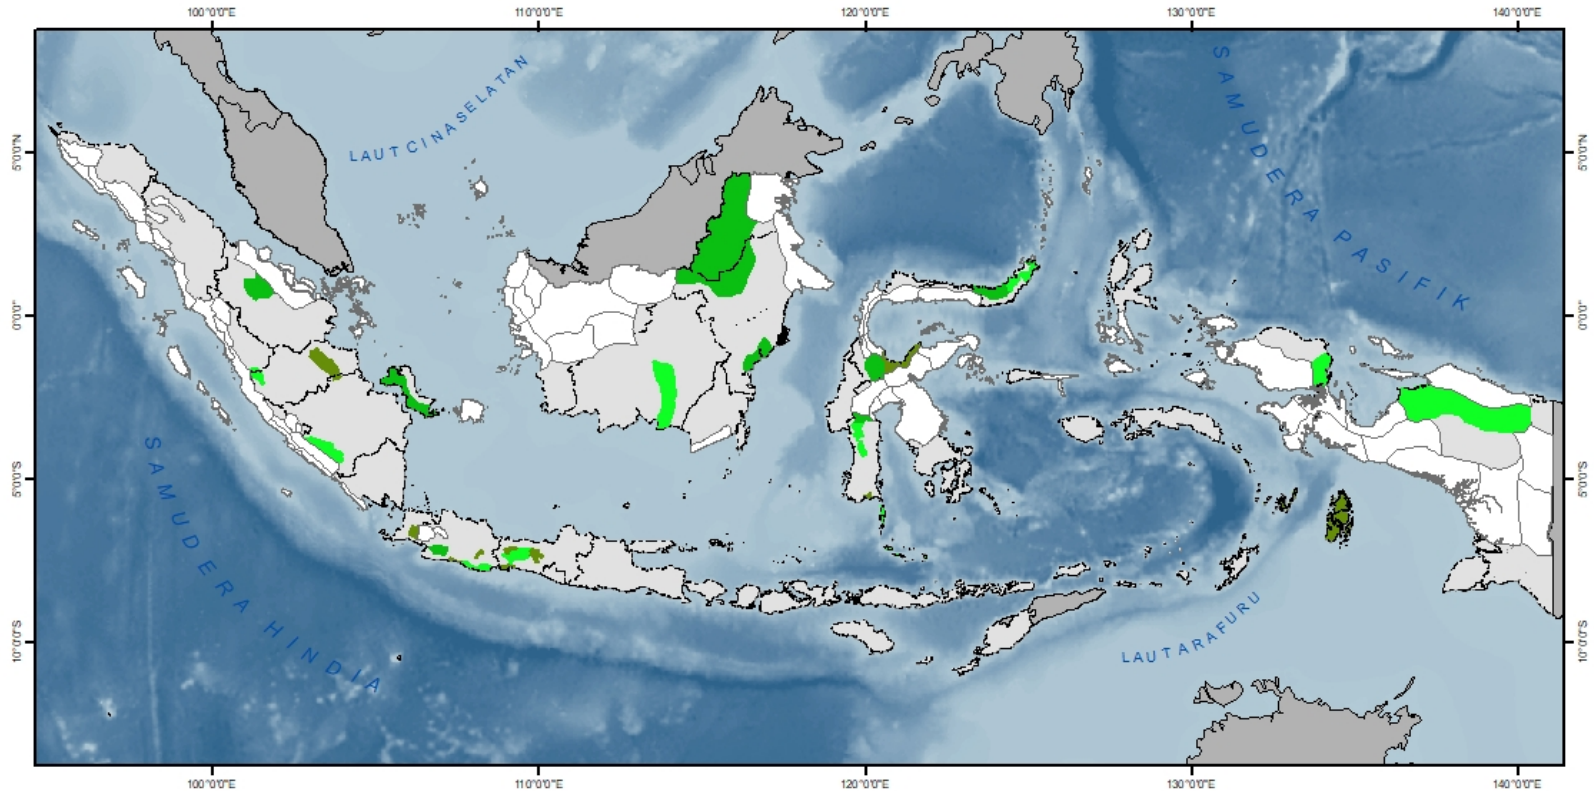 100°0'0"E
110°0'0"E
120°0'0"E
130°0'0"E
140°0'0"E
5°0'0"N
0°0'0"
5°0'0"S
10°0'0"S
LAUT CINA SELATAN
SAMUDERA PASIFIK
SAMUDERA HINDIA
LAUT ARAFURU
5°0'0"N
0°0'0"
5°0'0"S
10°0'0"S
100°0'0"E
110°0'0"E
120°0'0"E
130°0'0"E
140°0'0"E